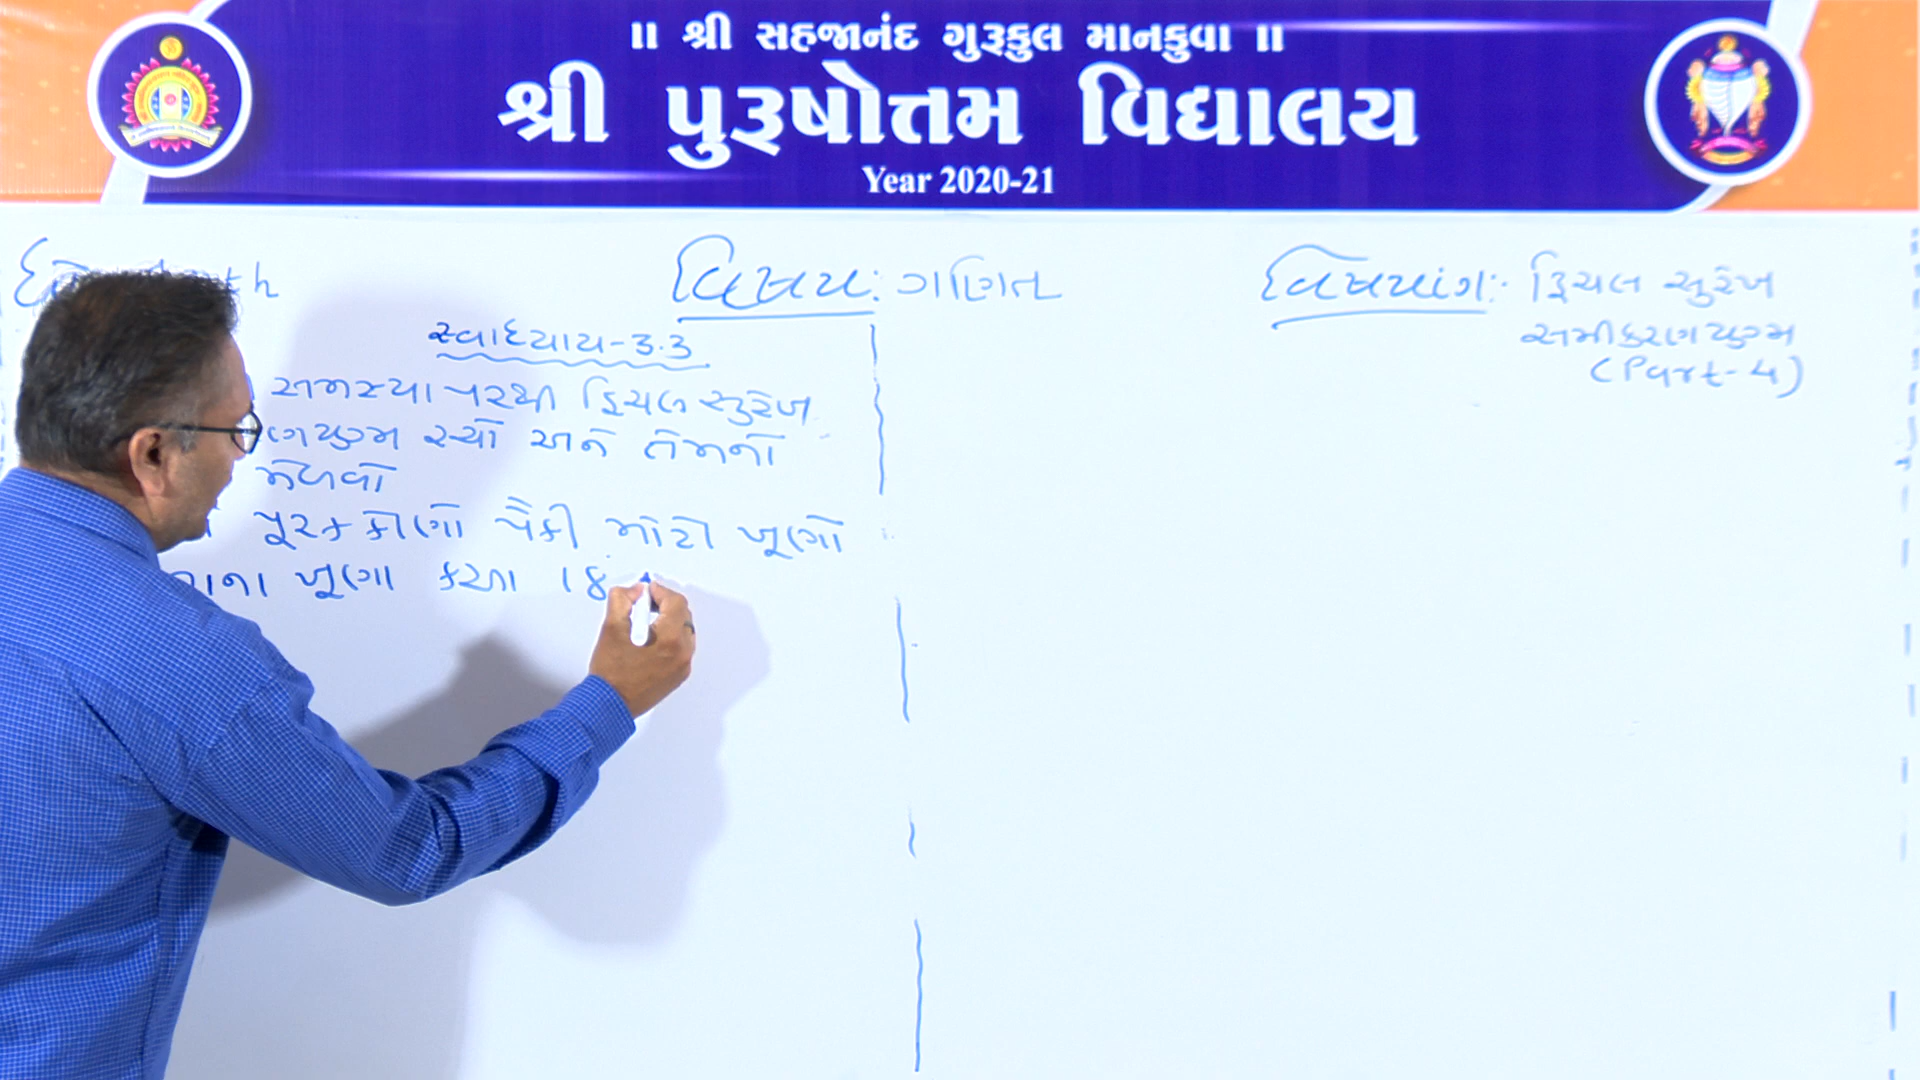 ॥ શ્રી સહજાનંદ ગુરૂકુલ માનકુવા ॥
શ્રી પુરૂષોત્તમ વિદ્યાલય
Year 2020-21
વિષય: ગણિત
વિષયાંગ:- દ્વિચલ સુરેખ
સમીકરણયુગ્મ
(Part-4)
સ્વાધ્યાય-3.3
સમસ્યા પરથી દ્વિચલ સુરેખ
ણયુગ્મ રચો અને તેમનો
મેળવો
પૂરક કોણો પૈકી મોટો ખૂણો
ખૂણા કરતા 18